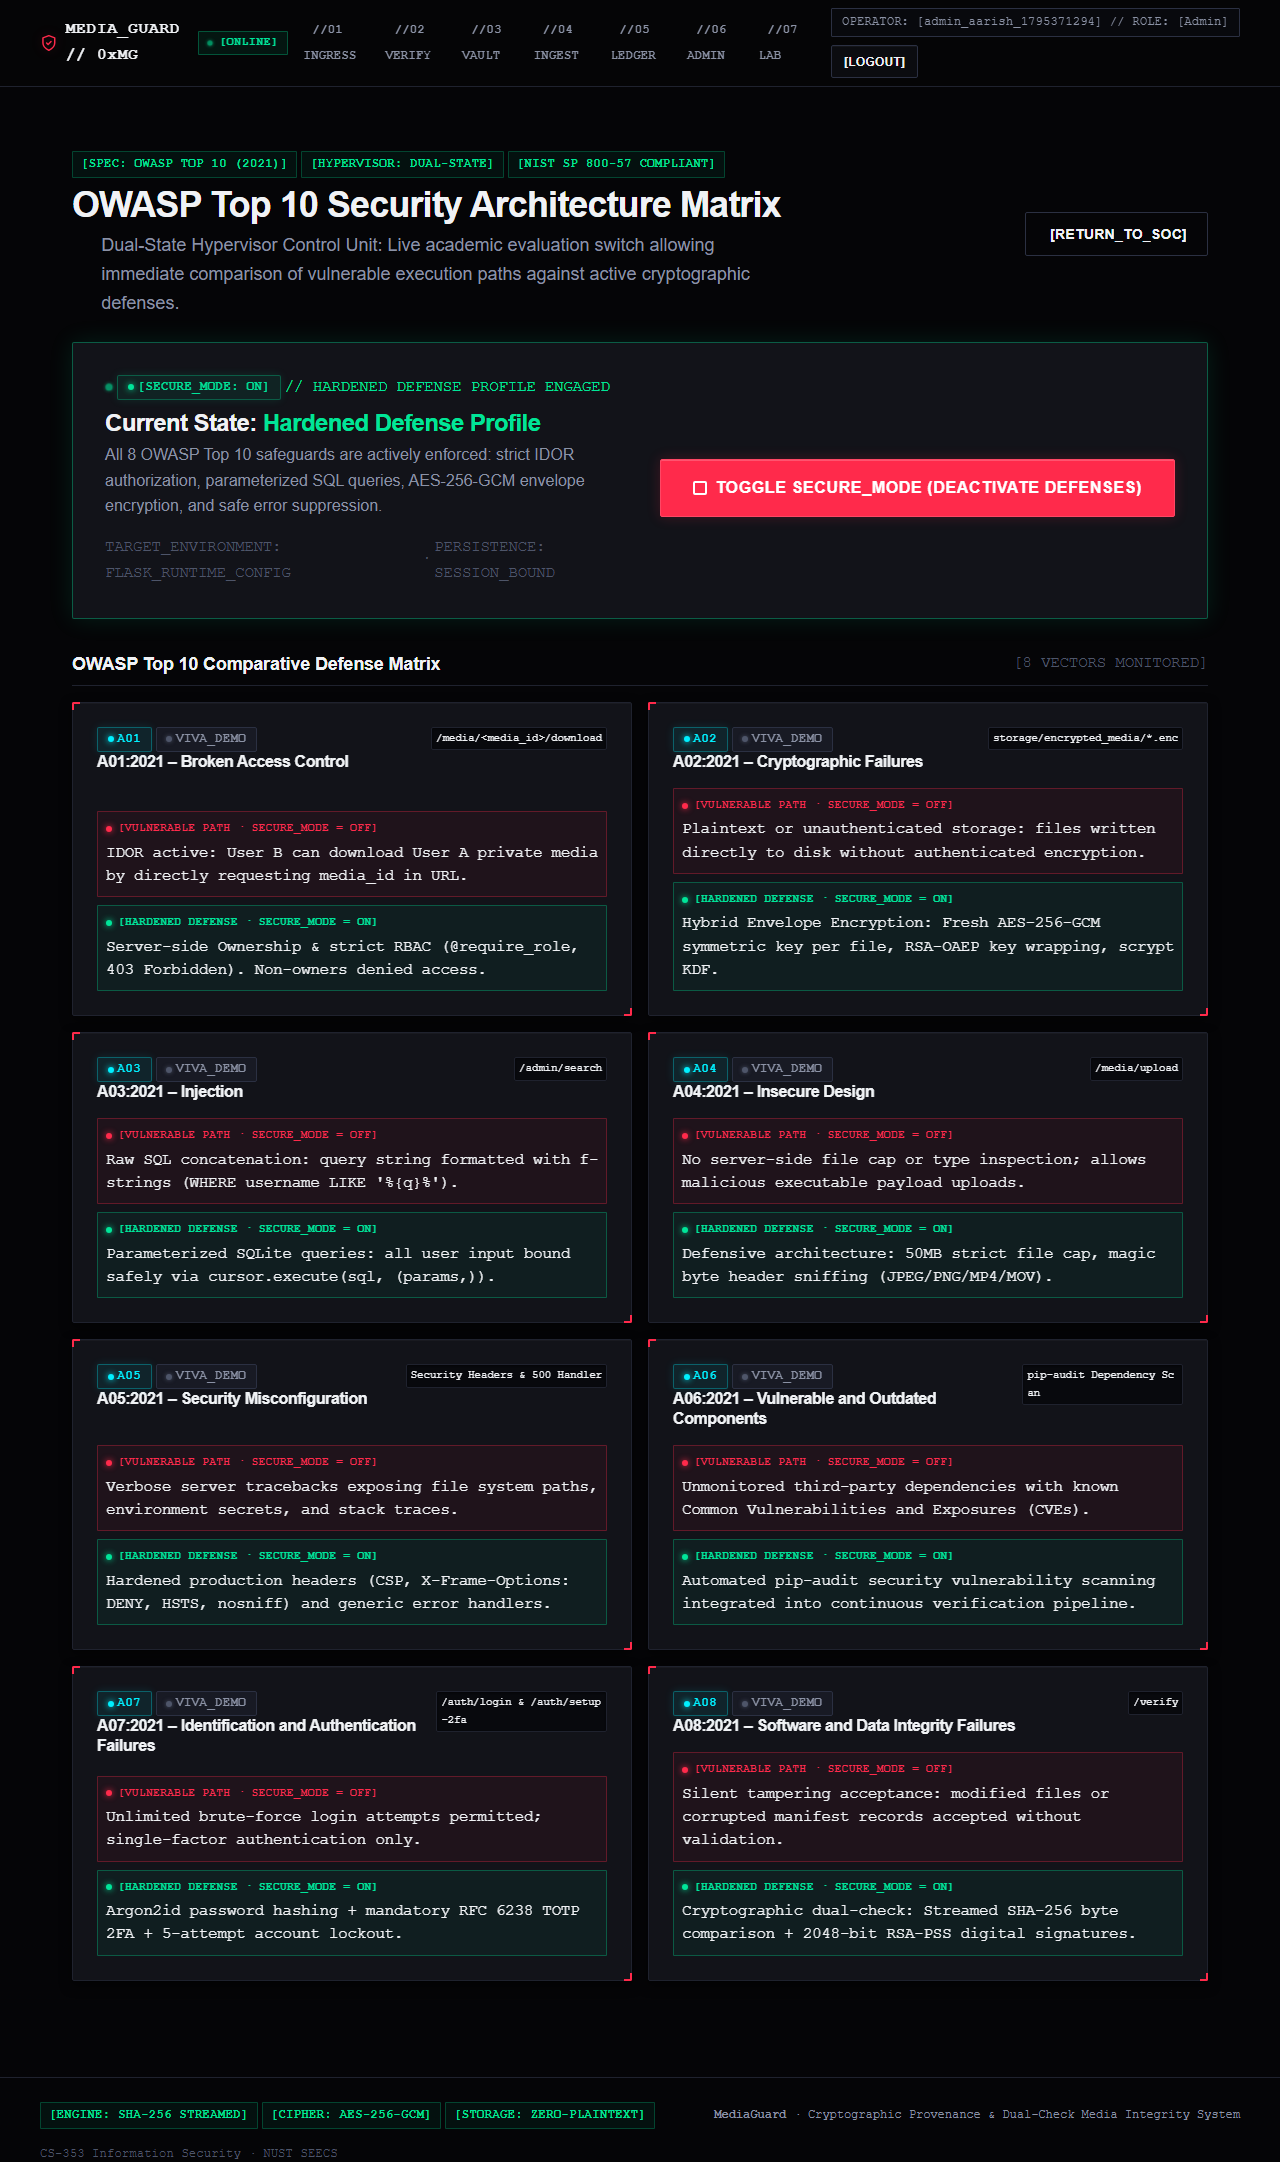 MEDIA_GUARD
// 0xMG
[ONLINE]
//01
INGRESS
//02
VERIFY
//03
VAULT
//04
INGEST
//05
LEDGER
//06
ADMIN
//07
LAB
OPERATOR: [admin_aarish_1795371294] // ROLE: [Admin]
[LOGOUT]
[SPEC: OWASP TOP 10 (2021)] [HYPERVISOR: DUAL-STATE] [NIST SP 800-57 COMPLIANT]
OWASP Top 10 Security Architecture Matrix
Dual-State Hypervisor Control Unit: Live academic evaluation switch allowing
immediate comparison of vulnerable execution paths against active cryptographic
defenses.
[RETURN_TO_SOC]
[SECURE_MODE: ON] // HARDENED DEFENSE PROFILE ENGAGED
Current State: Hardened Defense Profile
All 8 OWASP Top 10 safeguards are actively enforced: strict IDOR
authorization, parameterized SQL queries, AES-256-GCM envelope
encryption, and safe error suppression.
TARGET_ENVIRONMENT:
FLASK_RUNTIME_CONFIG
·
PERSISTENCE:
SESSION_BOUND
TOGGLE SECURE_MODE (DEACTIVATE DEFENSES)
OWASP Top 10 Comparative Defense Matrix
[8 VECTORS MONITORED]
A01 VIVA_DEMO
/media/<media_id>/download
A01:2021 – Broken Access Control
[VULNERABLE PATH · SECURE_MODE = OFF]
IDOR active: User B can download User A private media
by directly requesting media_id in URL.
[HARDENED DEFENSE · SECURE_MODE = ON]
Server-side Ownership & strict RBAC (@require_role,
403 Forbidden). Non-owners denied access.
A02 VIVA_DEMO
storage/encrypted_media/*.enc
A02:2021 – Cryptographic Failures
[VULNERABLE PATH · SECURE_MODE = OFF]
Plaintext or unauthenticated storage: files written
directly to disk without authenticated encryption.
[HARDENED DEFENSE · SECURE_MODE = ON]
Hybrid Envelope Encryption: Fresh AES-256-GCM
symmetric key per file, RSA-OAEP key wrapping, scrypt
KDF.
A03 VIVA_DEMO
/admin/search
A03:2021 – Injection
[VULNERABLE PATH · SECURE_MODE = OFF]
Raw SQL concatenation: query string formatted with f-
strings (WHERE username LIKE '%{q}%').
[HARDENED DEFENSE · SECURE_MODE = ON]
Parameterized SQLite queries: all user input bound
safely via cursor.execute(sql, (params,)).
A04 VIVA_DEMO
/media/upload
A04:2021 – Insecure Design
[VULNERABLE PATH · SECURE_MODE = OFF]
No server-side file cap or type inspection; allows
malicious executable payload uploads.
[HARDENED DEFENSE · SECURE_MODE = ON]
Defensive architecture: 50MB strict file cap, magic
byte header sniffing (JPEG/PNG/MP4/MOV).
A05 VIVA_DEMO
Security Headers & 500 Handler
A05:2021 – Security Misconfiguration
[VULNERABLE PATH · SECURE_MODE = OFF]
Verbose server tracebacks exposing file system paths,
environment secrets, and stack traces.
[HARDENED DEFENSE · SECURE_MODE = ON]
Hardened production headers (CSP, X-Frame-Options:
DENY, HSTS, nosniff) and generic error handlers.
A06 VIVA_DEMO
pip-audit Dependency Sc
an
A06:2021 – Vulnerable and Outdated
Components
[VULNERABLE PATH · SECURE_MODE = OFF]
Unmonitored third-party dependencies with known
Common Vulnerabilities and Exposures (CVEs).
[HARDENED DEFENSE · SECURE_MODE = ON]
Automated pip-audit security vulnerability scanning
integrated into continuous verification pipeline.
A07 VIVA_DEMO
/auth/login & /auth/setup
-2fa
A07:2021 – Identification and Authentication
Failures
[VULNERABLE PATH · SECURE_MODE = OFF]
Unlimited brute-force login attempts permitted;
single-factor authentication only.
[HARDENED DEFENSE · SECURE_MODE = ON]
Argon2id password hashing + mandatory RFC 6238 TOTP
2FA + 5-attempt account lockout.
A08 VIVA_DEMO
/verify
A08:2021 – Software and Data Integrity Failures
[VULNERABLE PATH · SECURE_MODE = OFF]
Silent tampering acceptance: modified files or
corrupted manifest records accepted without
validation.
[HARDENED DEFENSE · SECURE_MODE = ON]
Cryptographic dual-check: Streamed SHA-256 byte
comparison + 2048-bit RSA-PSS digital signatures.
[ENGINE: SHA-256 STREAMED] [CIPHER: AES-256-GCM] [STORAGE: ZERO-PLAINTEXT]
MediaGuard · Cryptographic Provenance & Dual-Check Media Integrity System
CS-353 Information Security · NUST SEECS